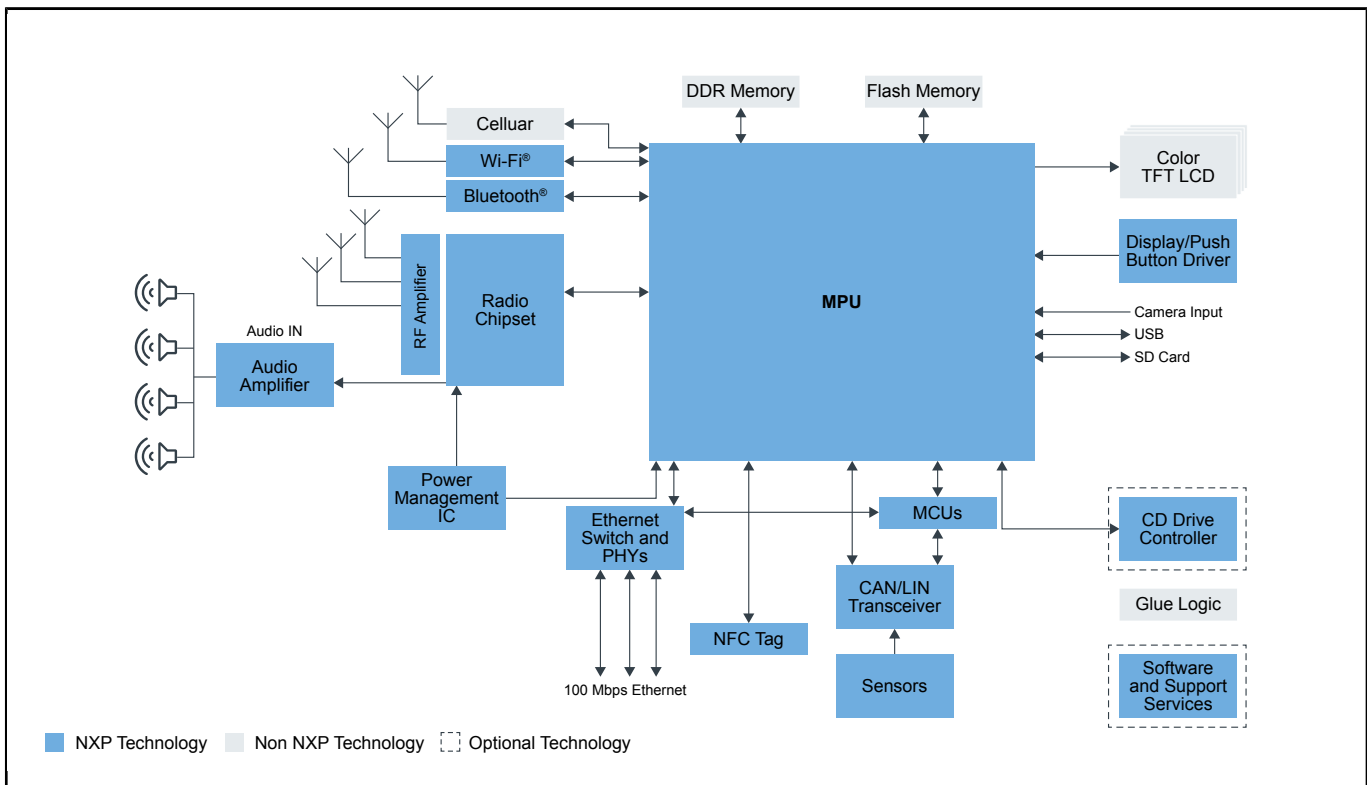 DDR Memory
Flash Memory
Celluar
Wi-Fi®
Bluetooth®
Color
TFT LCD
Display/Push
Button Driver
RF Amplifier
Radio
Chipset
MPU
Camera Input
USB
SD Card
Audio IN
Audio
Amplifier
Power
Management
IC
Ethernet
Switch and
PHYs
MCUs
CD Drive
Controller
CAN/LIN
Transceiver
Glue Logic
NFC Tag
Sensors
Software
and Support
Services
100 Mbps Ethernet
NXP Technology
Non NXP Technology
Optional Technology